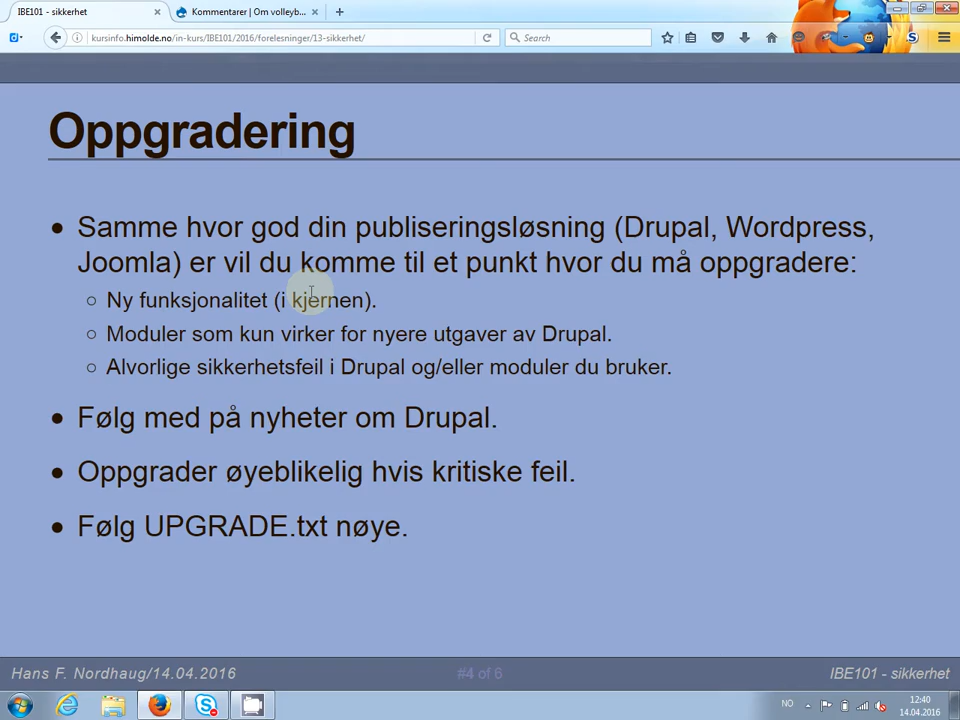 IBE101 - sikkerhet
Kommentarer | Om volleyb...
kursinfo.himolde.no/in-kurs/IBE101/2016/forelesninger/13-sikkerhet/
Search
Oppgradering
Samme hvor god din publiseringsløsning (Drupal, Wordpress,
Joomla) er vil du komme til et punkt hvor du må oppgradere:
Ny funksjonalitet (i kjernen).
Moduler som kun virker for nyere utgaver av Drupal.
Alvorlige sikkerhetsfeil i Drupal og/eller moduler du bruker.
Følg med på nyheter om Drupal.
Oppgrader øyeblikelig hvis kritiske feil.
Følg UPGRADE.txt nøye.
Hans F. Nordhaug/14.04.2016
#4 of 6
IBE101 - sikkerhet
NO
12:40
14.04.2016